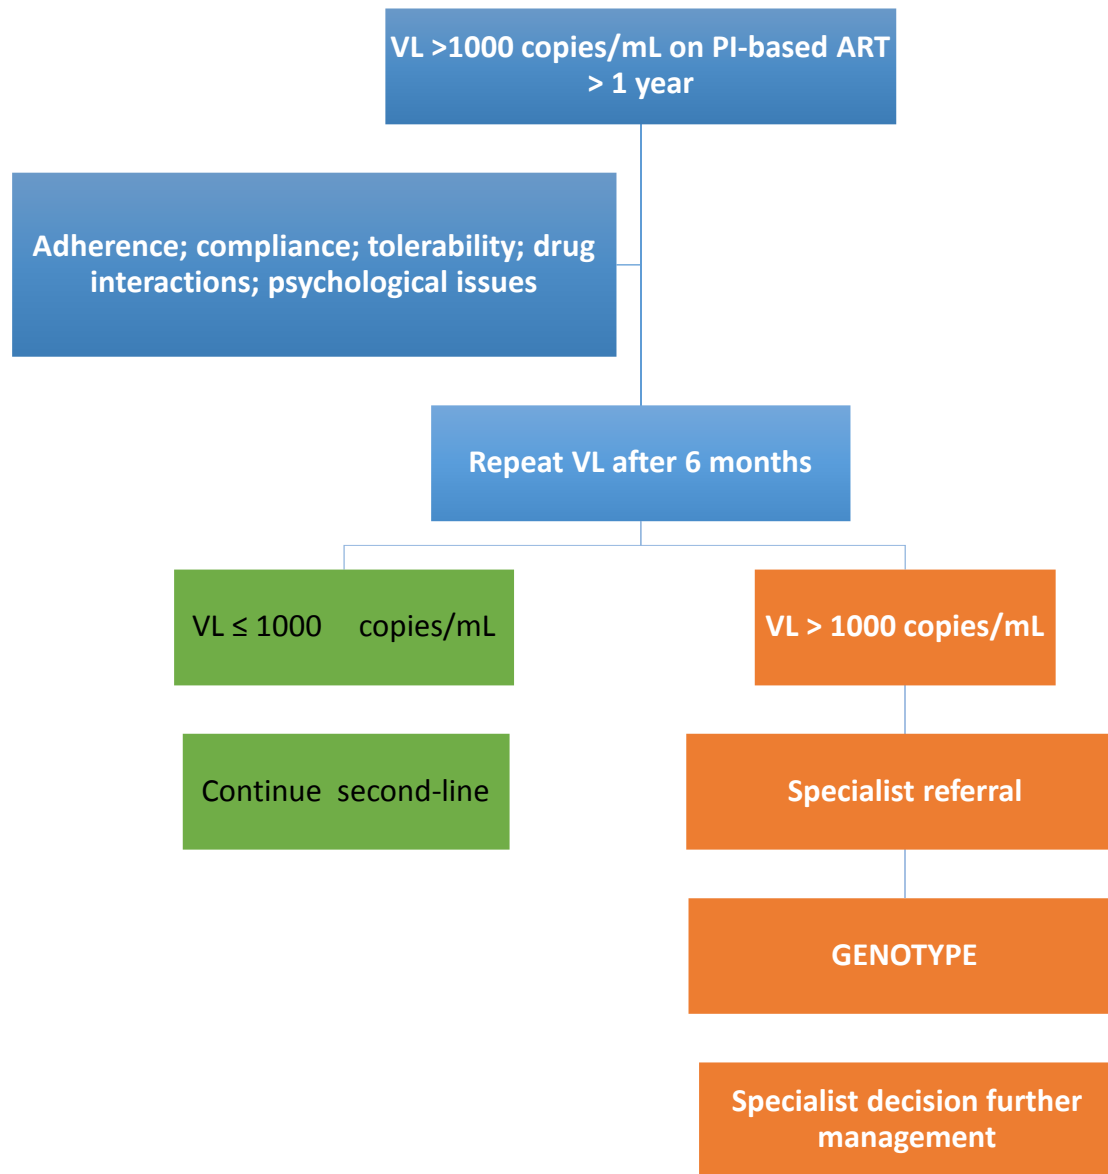 VL >1000 copies/mL on PI-based ART
> 1 year
Adherence; compliance; tolerability; drug
interactions; psychological issues
Repeat VL after 6 months
VL ≤ 1000 copies/mL
VL > 1000 copies/mL
Continue second-line
Specialist referral
GENOTYPE
Specialist decision further
management